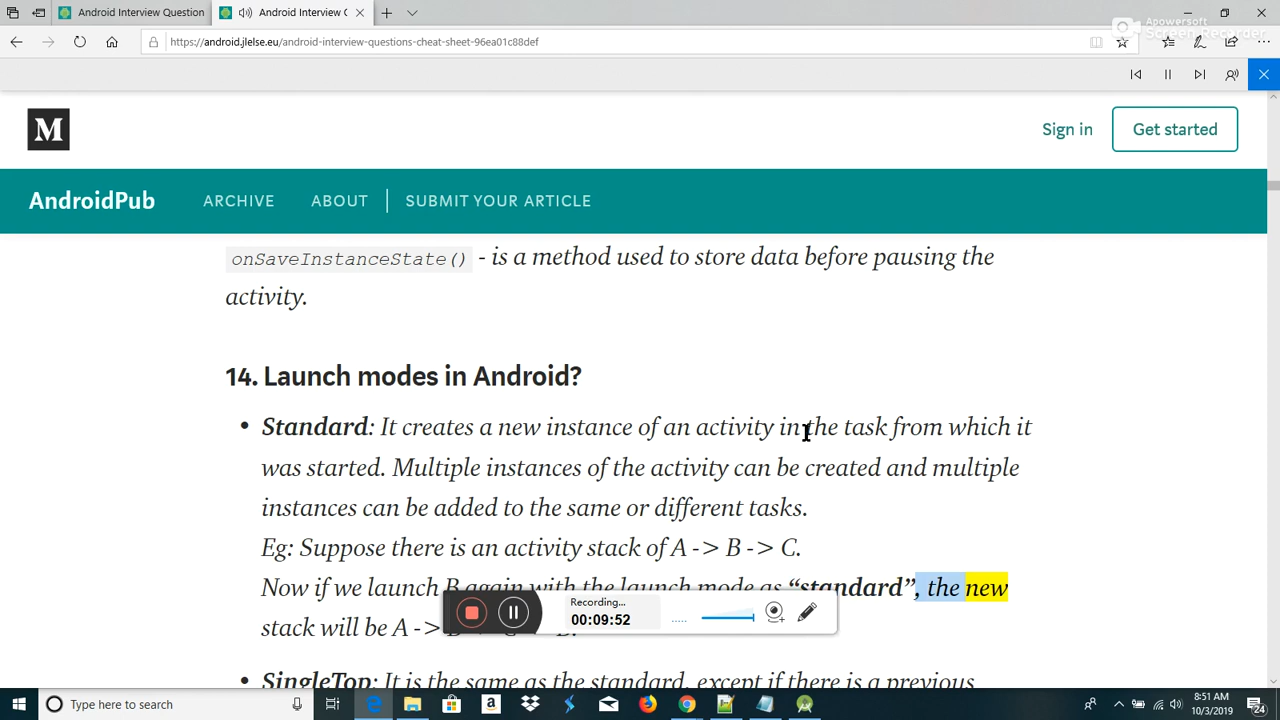 Android Interview Question
Android Interview C
Apowersoft
Screen Recorder
https://android.jlelse.eu/android-interview-questions-cheat-sheet-96ea01c88def
M
Sign in
Get started
AndroidPub
ARCHIVE
ABOUT
SUBMIT YOUR ARTICLE
onSaveInstanceState() - is a method used to store data before pausing the
activity.
14. Launch modes in Android?
• Standard: It creates a new instance of an activity in the task from which it
was started. Multiple instances of the activity can be created and multiple
instances can be added to the same or different tasks.
Eg: Suppose there is an activity stack of A -> B -> C.
Now if we launch B again with the launch mode as “standard”, the new
stack will be A ->
Recording...
00:09:52
• SingleTop: It is the same as the standard, except if there is a previous
Type here to search
8:51 AM
10/3/2019
24